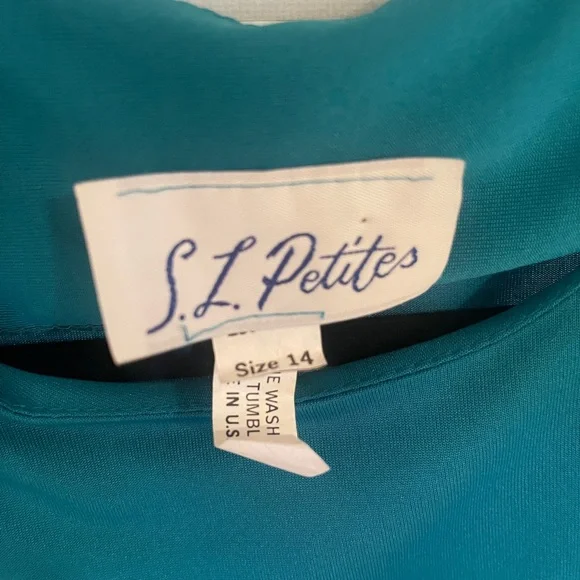 S.L. Petites
Size 14
E WASH
TUMBL
E IN U.S